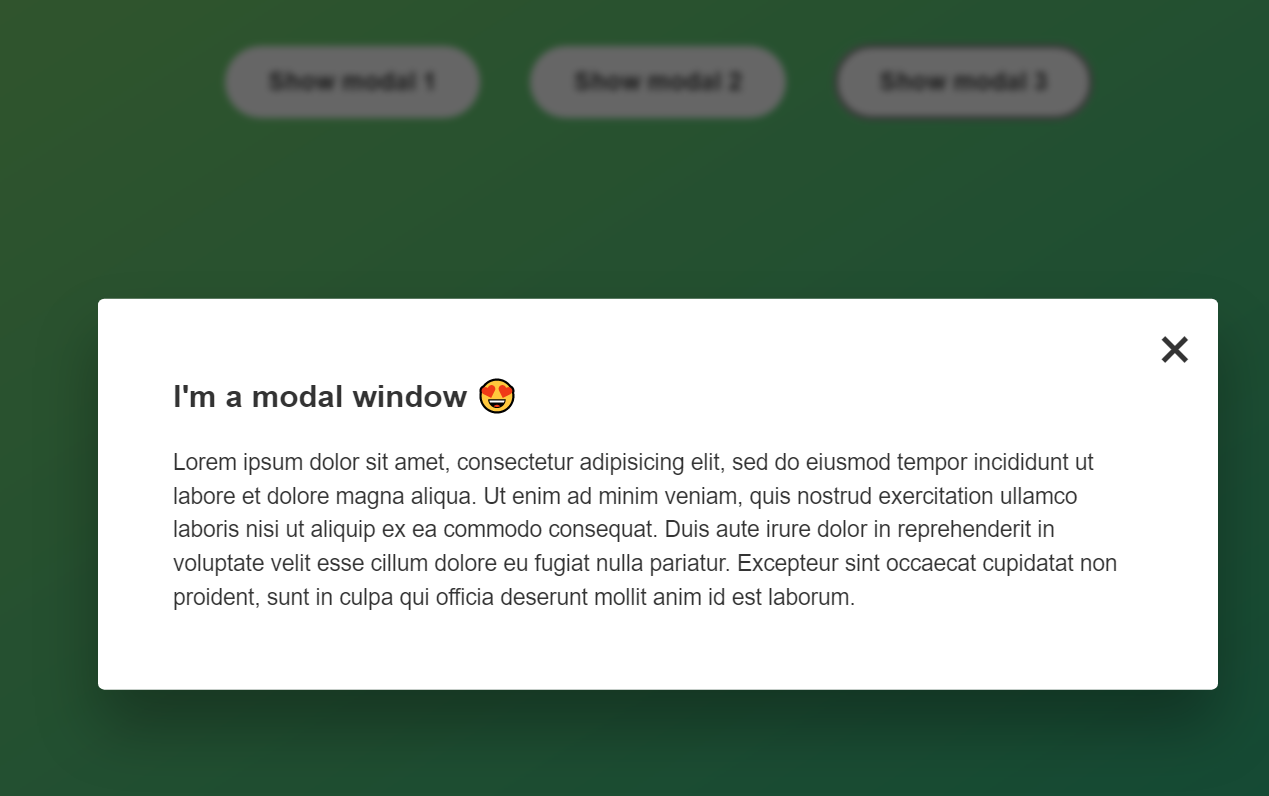 Show modal 1 Show modal 2 Show modal 3
×
I'm a modal window 😍
Lorem ipsum dolor sit amet, consectetur adipisicing elit, sed do eiusmod tempor incididunt ut
labore et dolore magna aliqua. Ut enim ad minim veniam, quis nostrud exercitation ullamco
laboris nisi ut aliquip ex ea commodo consequat. Duis aute irure dolor in reprehenderit in
voluptate velit esse cillum dolore eu fugiat nulla pariatur. Excepteur sint occaecat cupidatat non
proident, sunt in culpa qui officia deserunt mollit anim id est laborum.